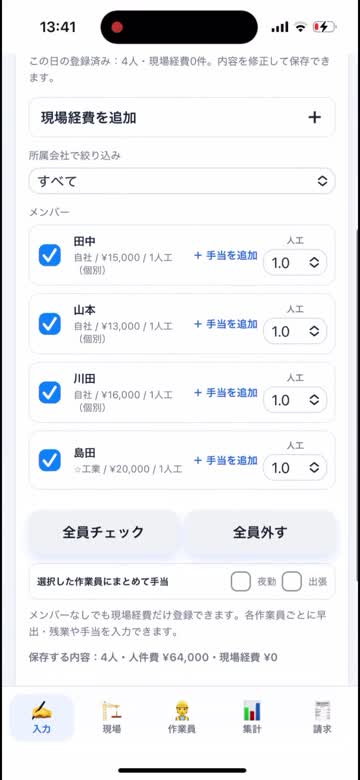 13:41
この日の登録済み：4人・現場経費0件。内容を修正して保存でき
ます。
現場経費を追加 +
所属会社で絞り込み
すべて
メンバー
田中
自社 / ¥15,000 / 1人工
（個別）
+ 手当を追加
人工
1.0
山本
自社 / ¥13,000 / 1人工
（個別）
+ 手当を追加
人工
1.0
川田
自社 / ¥16,000 / 1人工
（個別）
+ 手当を追加
人工
1.0
島田
☆工業 / ¥20,000 / 1人工
+ 手当を追加
人工
1.0
全員チェック 全員外す
選択した作業員にまとめて手当 夜勤 出張
メンバーなしでも現場経費だけ登録できます。各作業員ごとに早
出・残業や手当を入力できます。
保存する内容：4人・人件費 ¥64,000・現場経費 ¥0
入力 現場 作業員 集計 請求